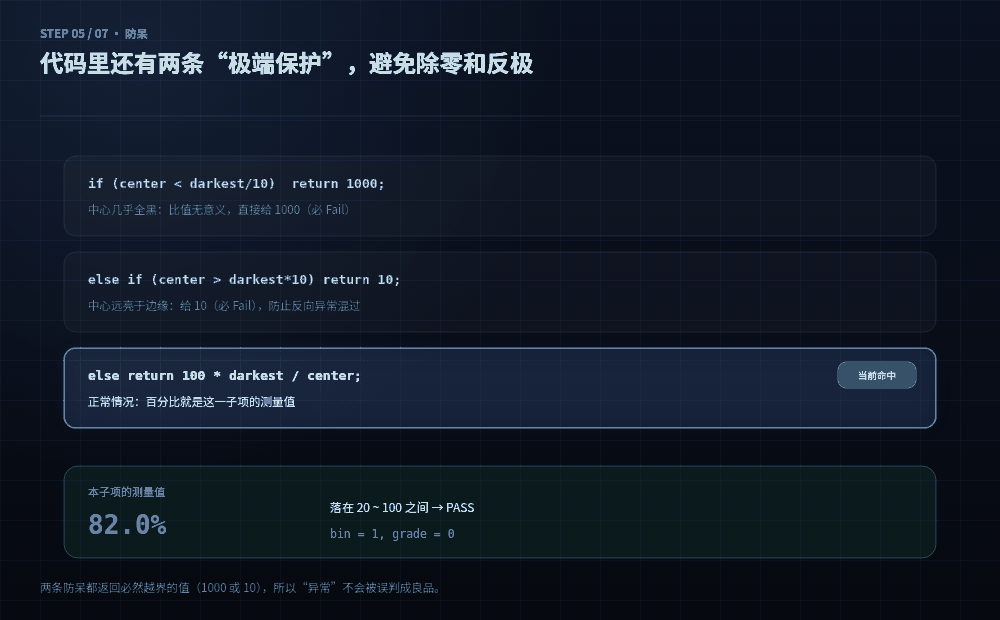 STEP 05 / 07 · 防呆
代码里还有两条“极端保护”，避免除零和反极
if (center < darkest/10)  return 1000;
中心几乎全黑：比值无意义，直接给 1000（必 Fail）
else if (center > darkest*10) return 10;
中心远亮于边缘：给 10（必 Fail），防止反向异常混过
else return 100 * darkest / center;
当前命中
正常情况：百分比就是这一子项的测量值
本子项的测量值
82.0%
落在 20 ~ 100 之间 → PASS
bin = 1, grade = 0
两条防呆都返回必然越界的值（1000 或 10），所以“异常”不会被误判成良品。